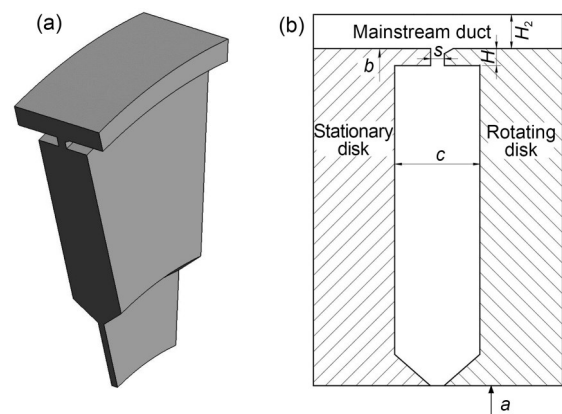 (a)
(b)
Mainstream duct
H₂
s
H
b
Stationary disk
Rotating disk
c
a